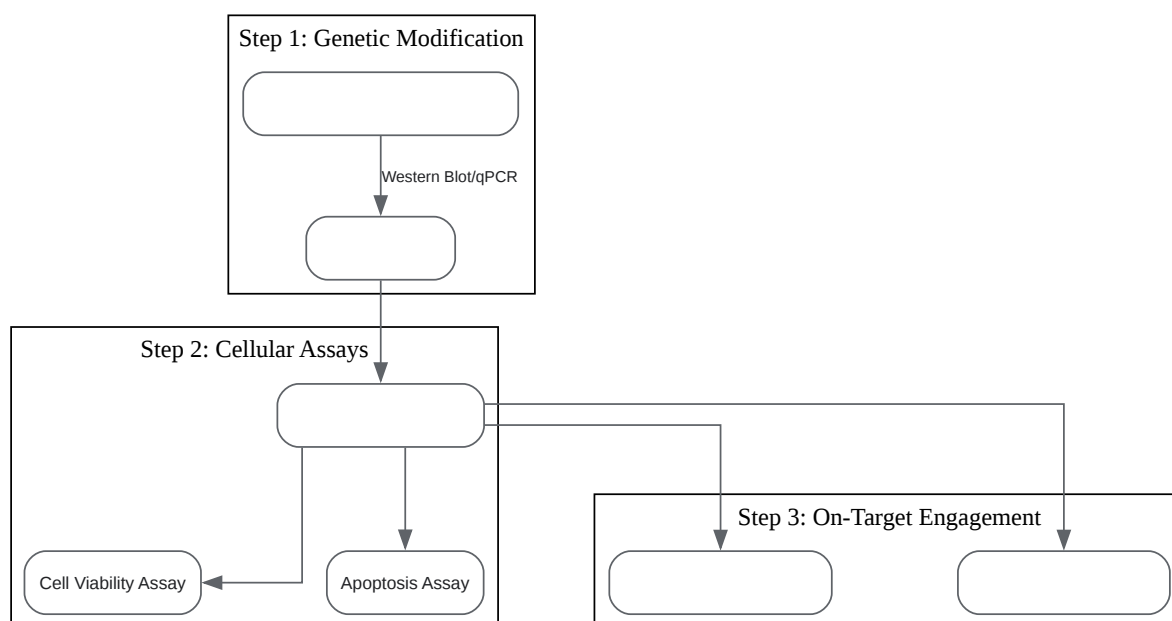 Step 1: Genetic Modification
Western Blot/qPCR
Step 2: Cellular Assays
Step 3: On-Target Engagement
Cell Viability Assay
Apoptosis Assay